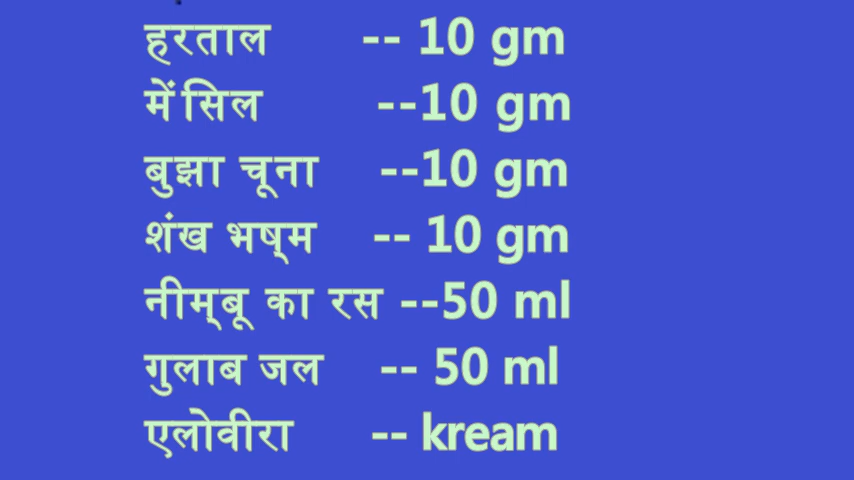 हरताल -- 10 gm
मेंसिल --10 gm
बुझा चूना --10 gm
शंख भष्म -- 10 gm
नीम्बू का रस --50 ml
गुलाब जल -- 50 ml
एलोवीरा -- kream